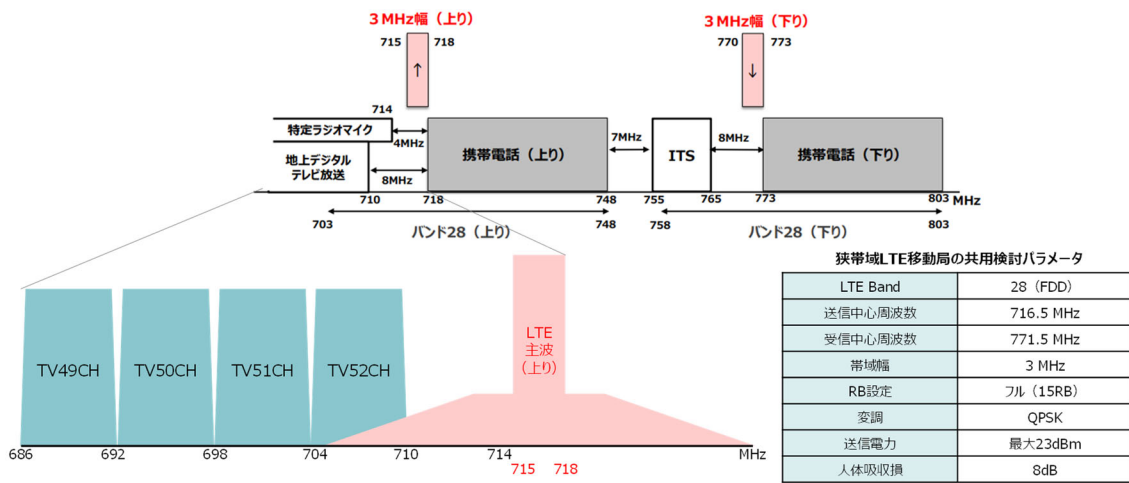 3MHz幅（上り）
3MHz幅（下り）
715
718
770
773
↑
↓
714
特定ラジオマイク
4MHz
地上デジタル
テレビ放送
8MHz
携帯電話（上り）
7MHz
ITS
8MHz
携帯電話（下り）
710
718
748
755
765
773
803
MHz
703
748
758
803
バンド28（上り）
バンド28（下り）
TV49CH
TV50CH
TV51CH
TV52CH
LTE
主波
（上り）
686
692
698
704
710
714
MHz
715
718
狭帯域LTE移動局の共用検討パラメータ
LTE Band 28（FDD）
送信中心周波数 716.5 MHz
受信中心周波数 771.5 MHz
帯域幅 3 MHz
RB設定 フル（15RB）
変調 QPSK
送信電力 最大23dBm
人体吸収損 8dB